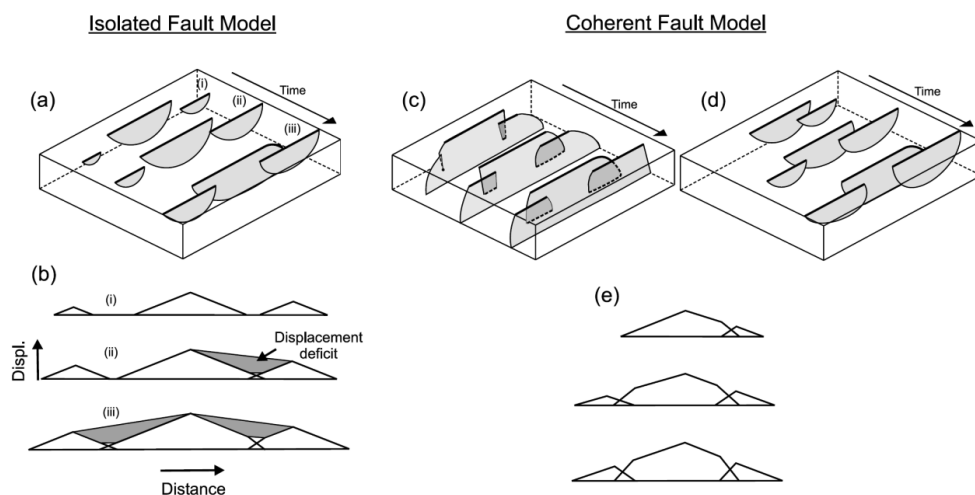 Isolated Fault Model
Coherent Fault Model
(a)
(i)
(ii)
(iii)
Time
(c)
Time
(d)
Time
(b)
(i)
Displ.
(ii)
Displacement
deficit
(iii)
Distance
(e)